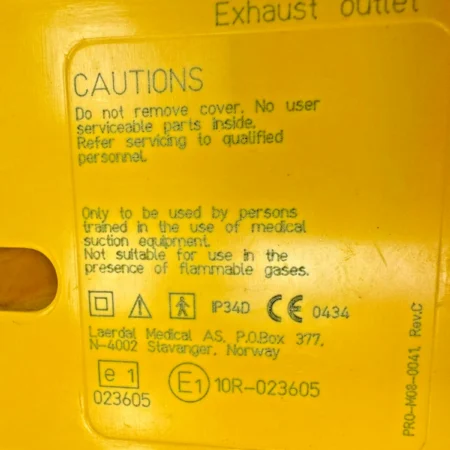 Exhaust outlet
CAUTIONS
Do not remove cover. No user
serviceable parts inside.
Refer servicing to qualified
personnel.
Only to be used by persons
trained in the use of medical
suction equipment.
Not suitable for use in the
presence of flammable gases.
IP34D CE 0434
Laerdal Medical AS, P.O.Box 377,
N-4002 Stavanger, Norway
e 1
023605
E1 10R-023605
PRO-M08-0041, Rev.C